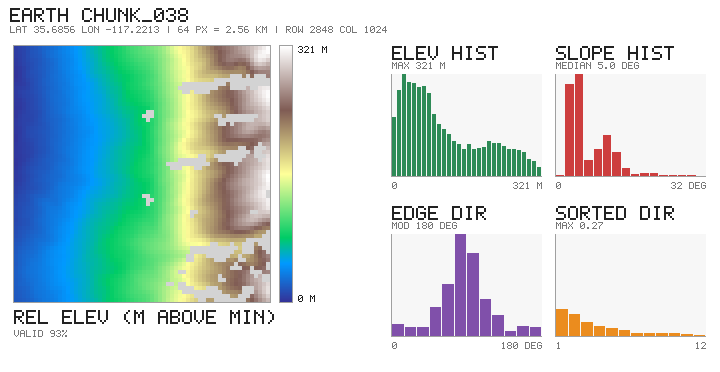 EARTH CHUNK_038
LAT 35.6856 LON -117.2213 | 64 PX = 2.56 KM | ROW 2848 COL 1024
321 M
0 M
REL ELEV (M ABOVE MIN)
VALID 93%
ELEV HIST
MAX 321 M
0 321 M
SLOPE HIST
MEDIAN 5.0 DEG
0 32 DEG
EDGE DIR
MOD 180 DEG
0 180 DEG
SORTED DIR
MAX 0.27
1 12